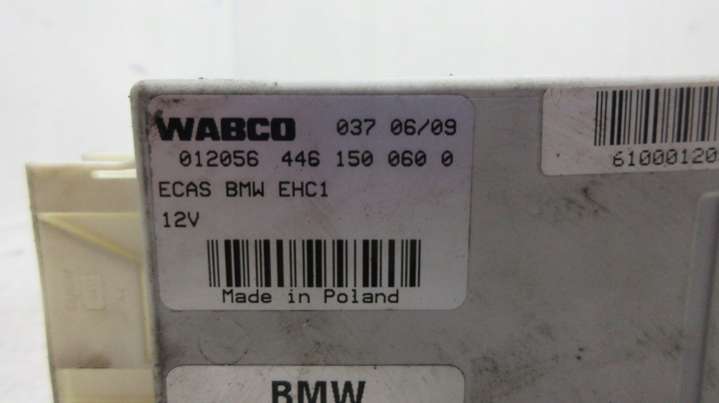 WABCO 037 06/09
012056 446 150 060 0
ECAS BMW EHC1
12V
Made in Poland
61000120
BMW